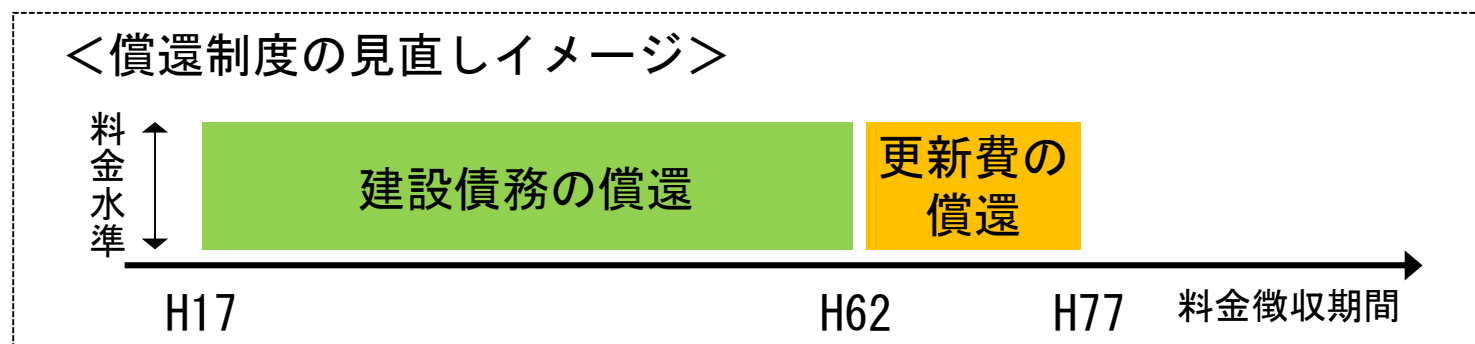 ＜償還制度の見直しイメージ＞
料金水準
建設債務の償還
更新費の
償還
H17
H62
H77
料金徴収期間